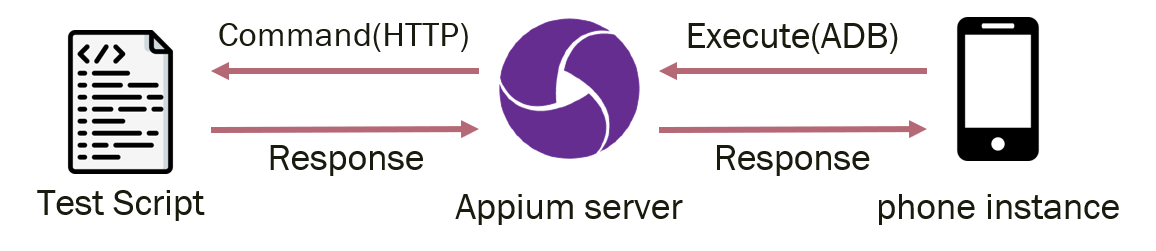 Command(HTTP)
Execute(ADB)
</>
Response
Response
Test Script
Appium server
phone instance